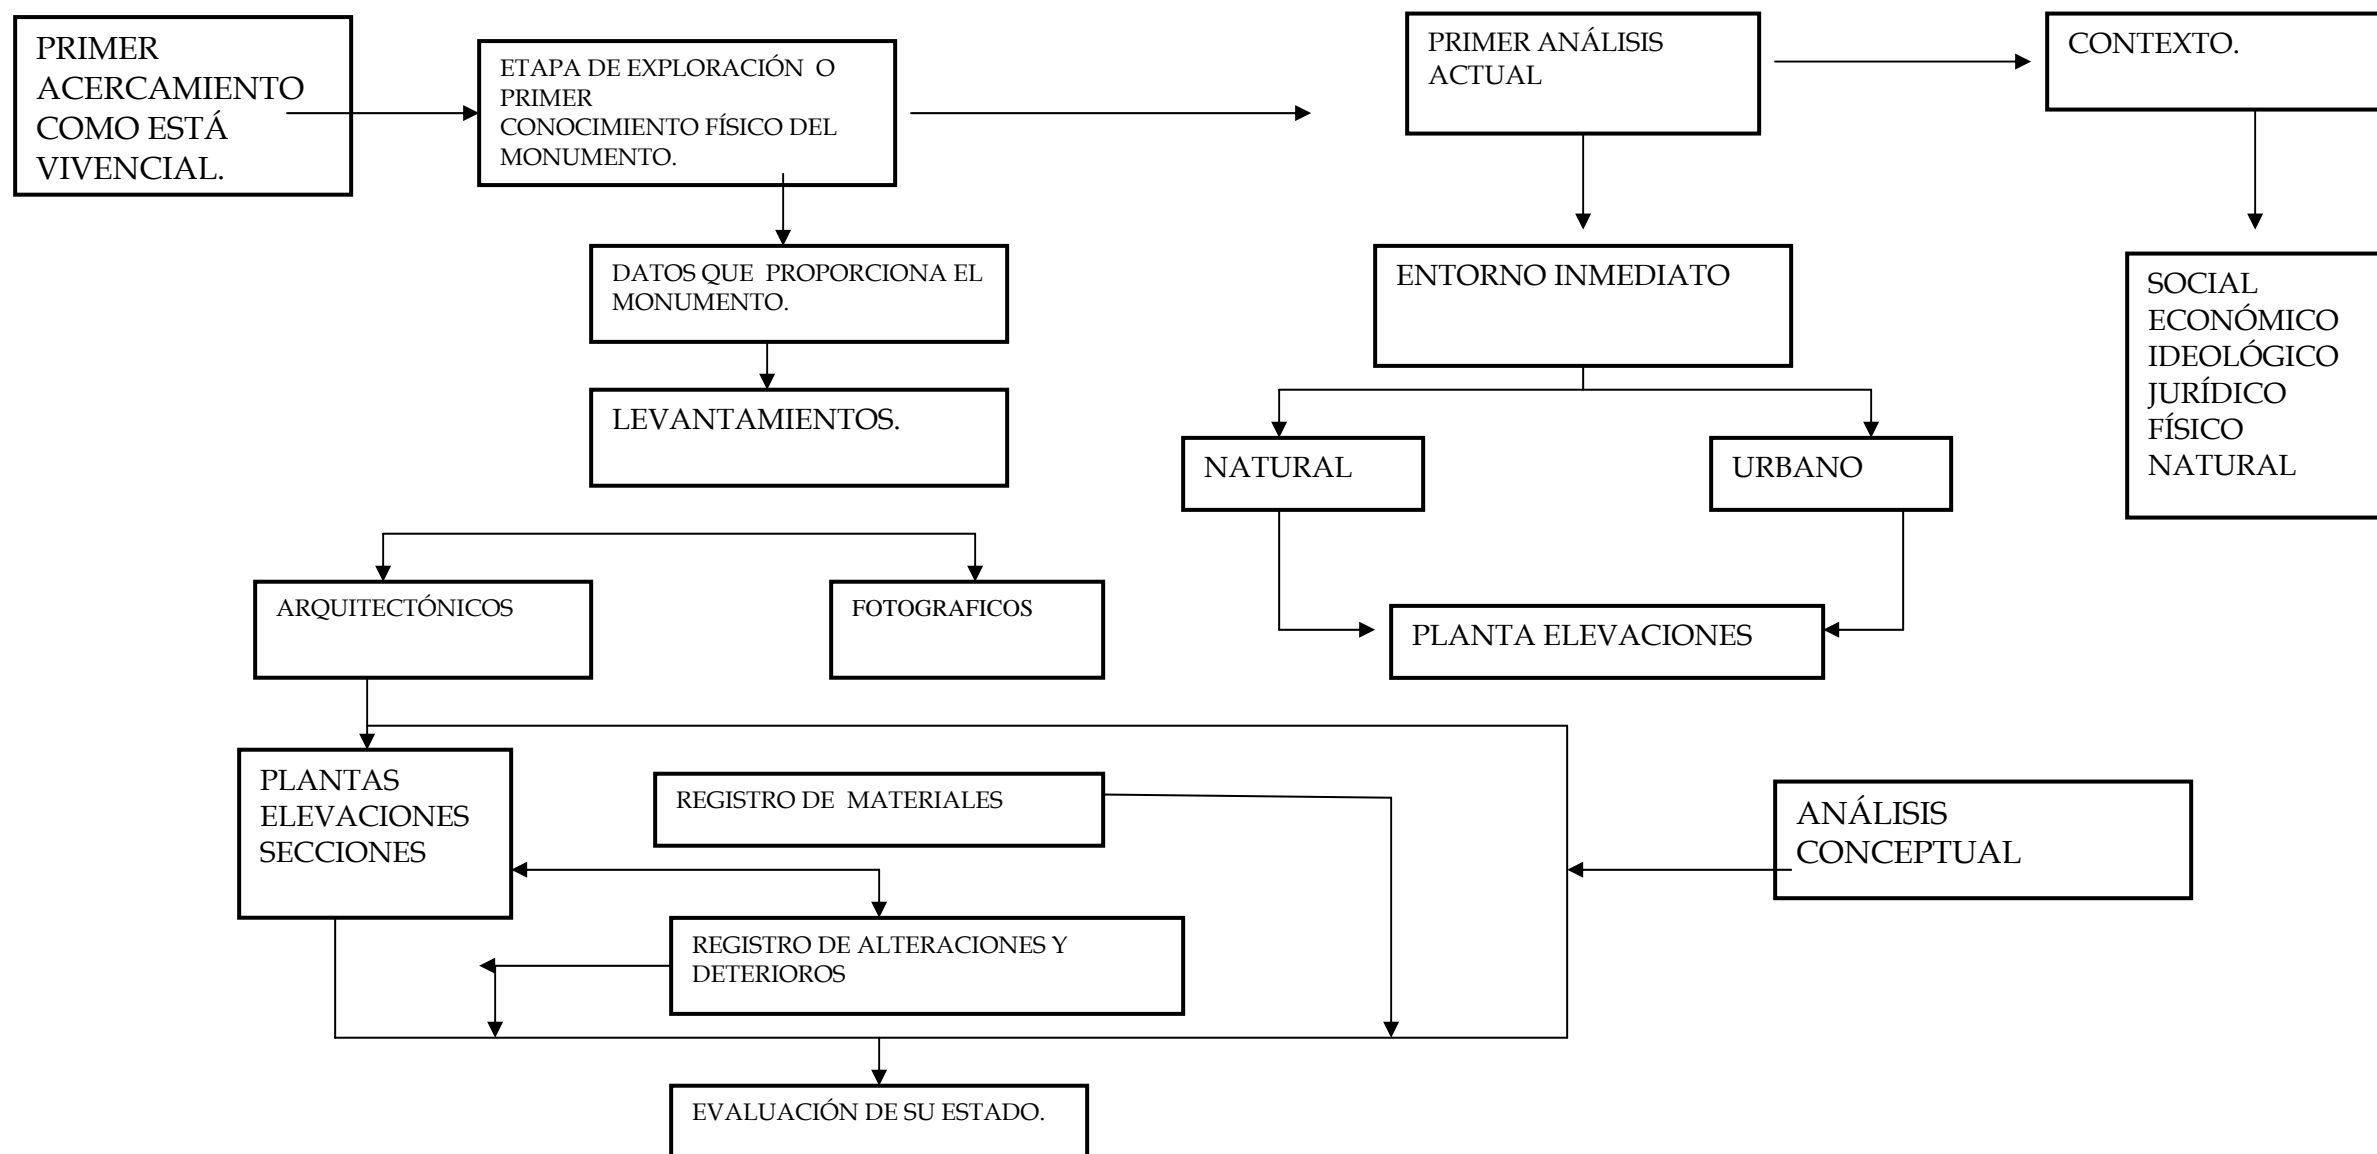 PRIMER
ACERCAMIENTO
COMO ESTÁ
VIVENCIAL.
ETAPA DE EXPLORACIÓN O
PRIMER
CONOCIMIENTO FÍSICO DEL
MONUMENTO.
PRIMER ANÁLISIS
ACTUAL
CONTEXTO.
DATOS QUE PROPORCIONA EL
MONUMENTO.
ENTORNO INMEDIATO
SOCIAL
ECONÓMICO
IDEOLÓGICO
JURÍDICO
FÍSICO
NATURAL
LEVANTAMIENTOS.
NATURAL
URBANO
ARQUITECTÓNICOS
FOTOGRAFICOS
PLANTA ELEVACIONES
PLANTAS
ELEVACIONES
SECCIONES
REGISTRO DE MATERIALES
ANÁLISIS
CONCEPTUAL
REGISTRO DE ALTERACIONES Y
DETERIOROS
EVALUACIÓN DE SU ESTADO.